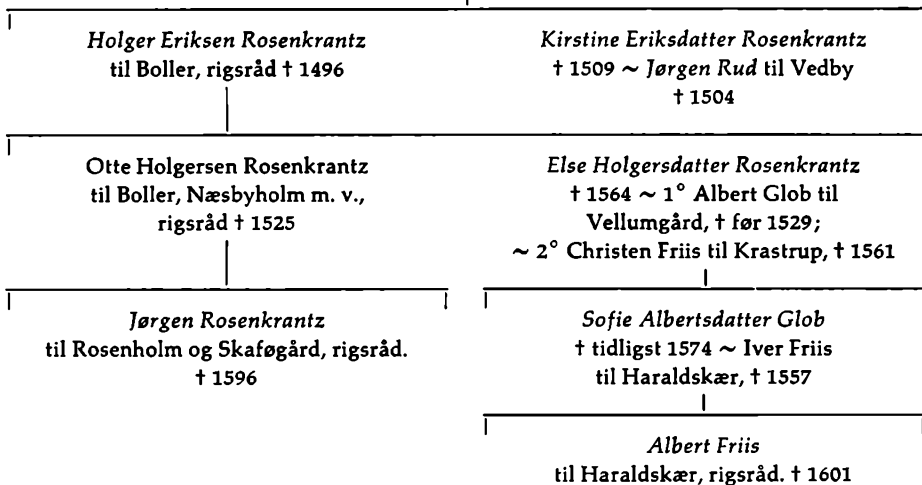 Holger Eriksen Rosenkrantz
til Boller, rigsråd † 1496
Kirstine Eriksdatter Rosenkrantz
† 1509 ~ Jørgen Rud til Vedby
† 1504
Otte Holgersen Rosenkrantz
til Boller, Næsbyholm m. v.,
rigsråd † 1525
Else Holgersdatter Rosenkrantz
† 1564 ~ 1° Albert Glob til
Vellumgård, † før 1529;
~ 2° Christen Friis til Krastrup, † 1561
Jørgen Rosenkrantz
til Rosenholm og Skaføgård, rigsråd.
† 1596
Sofie Albertsdatter Glob
† tidligst 1574 ~ Iver Friis
til Haraldskær, † 1557
Albert Friis
til Haraldskær, rigsråd. † 1601